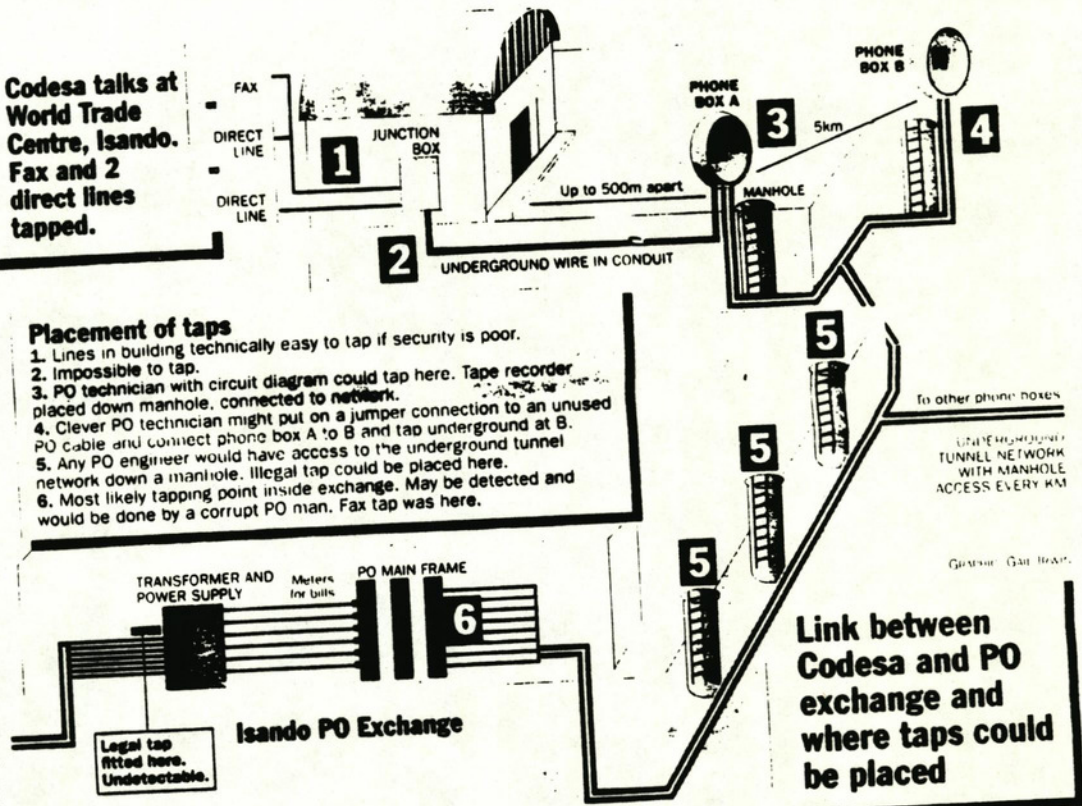 Codesa talks at
World Trade
Centre, Isando.
Fax and 2
direct lines
tapped.
FAX
DIRECT
LINE
DIRECT
LINE
1
JUNCTION
BOX
2
UNDERGROUND WIRE IN CONDUIT
Up to 500m apart
PHONE
BOX A
3
MANHOLE
5km
PHONE
BOX B
4
Placement of taps
1. Lines in building technically easy to tap if security is poor.
2. Impossible to tap.
3. PO technician with circuit diagram could tap here. Tape recorder
placed down manhole, connected to network.
4. Clever PO technician might put on a jumper connection to an unused
PO cable and connect phone box A to B and tap underground at B.
5. Any PO engineer would have access to the underground tunnel
network down a manhole. Illegal tap could be placed here.
6. Most likely tapping point inside exchange. May be detected and
would be done by a corrupt PO man. Fax tap was here.
5
5
5
To other phone boxes
UNDERGROUND
TUNNEL NETWORK
WITH MANHOLE
ACCESS EVERY KM
Graphic: Gail
TRANSFORMER AND
POWER SUPPLY
Meters
for bills
PO MAIN FRAME
6
Isando PO Exchange
Legal tap
fitted here.
Undetectable.
Link between
Codesa and PO
exchange and
where taps could
be placed